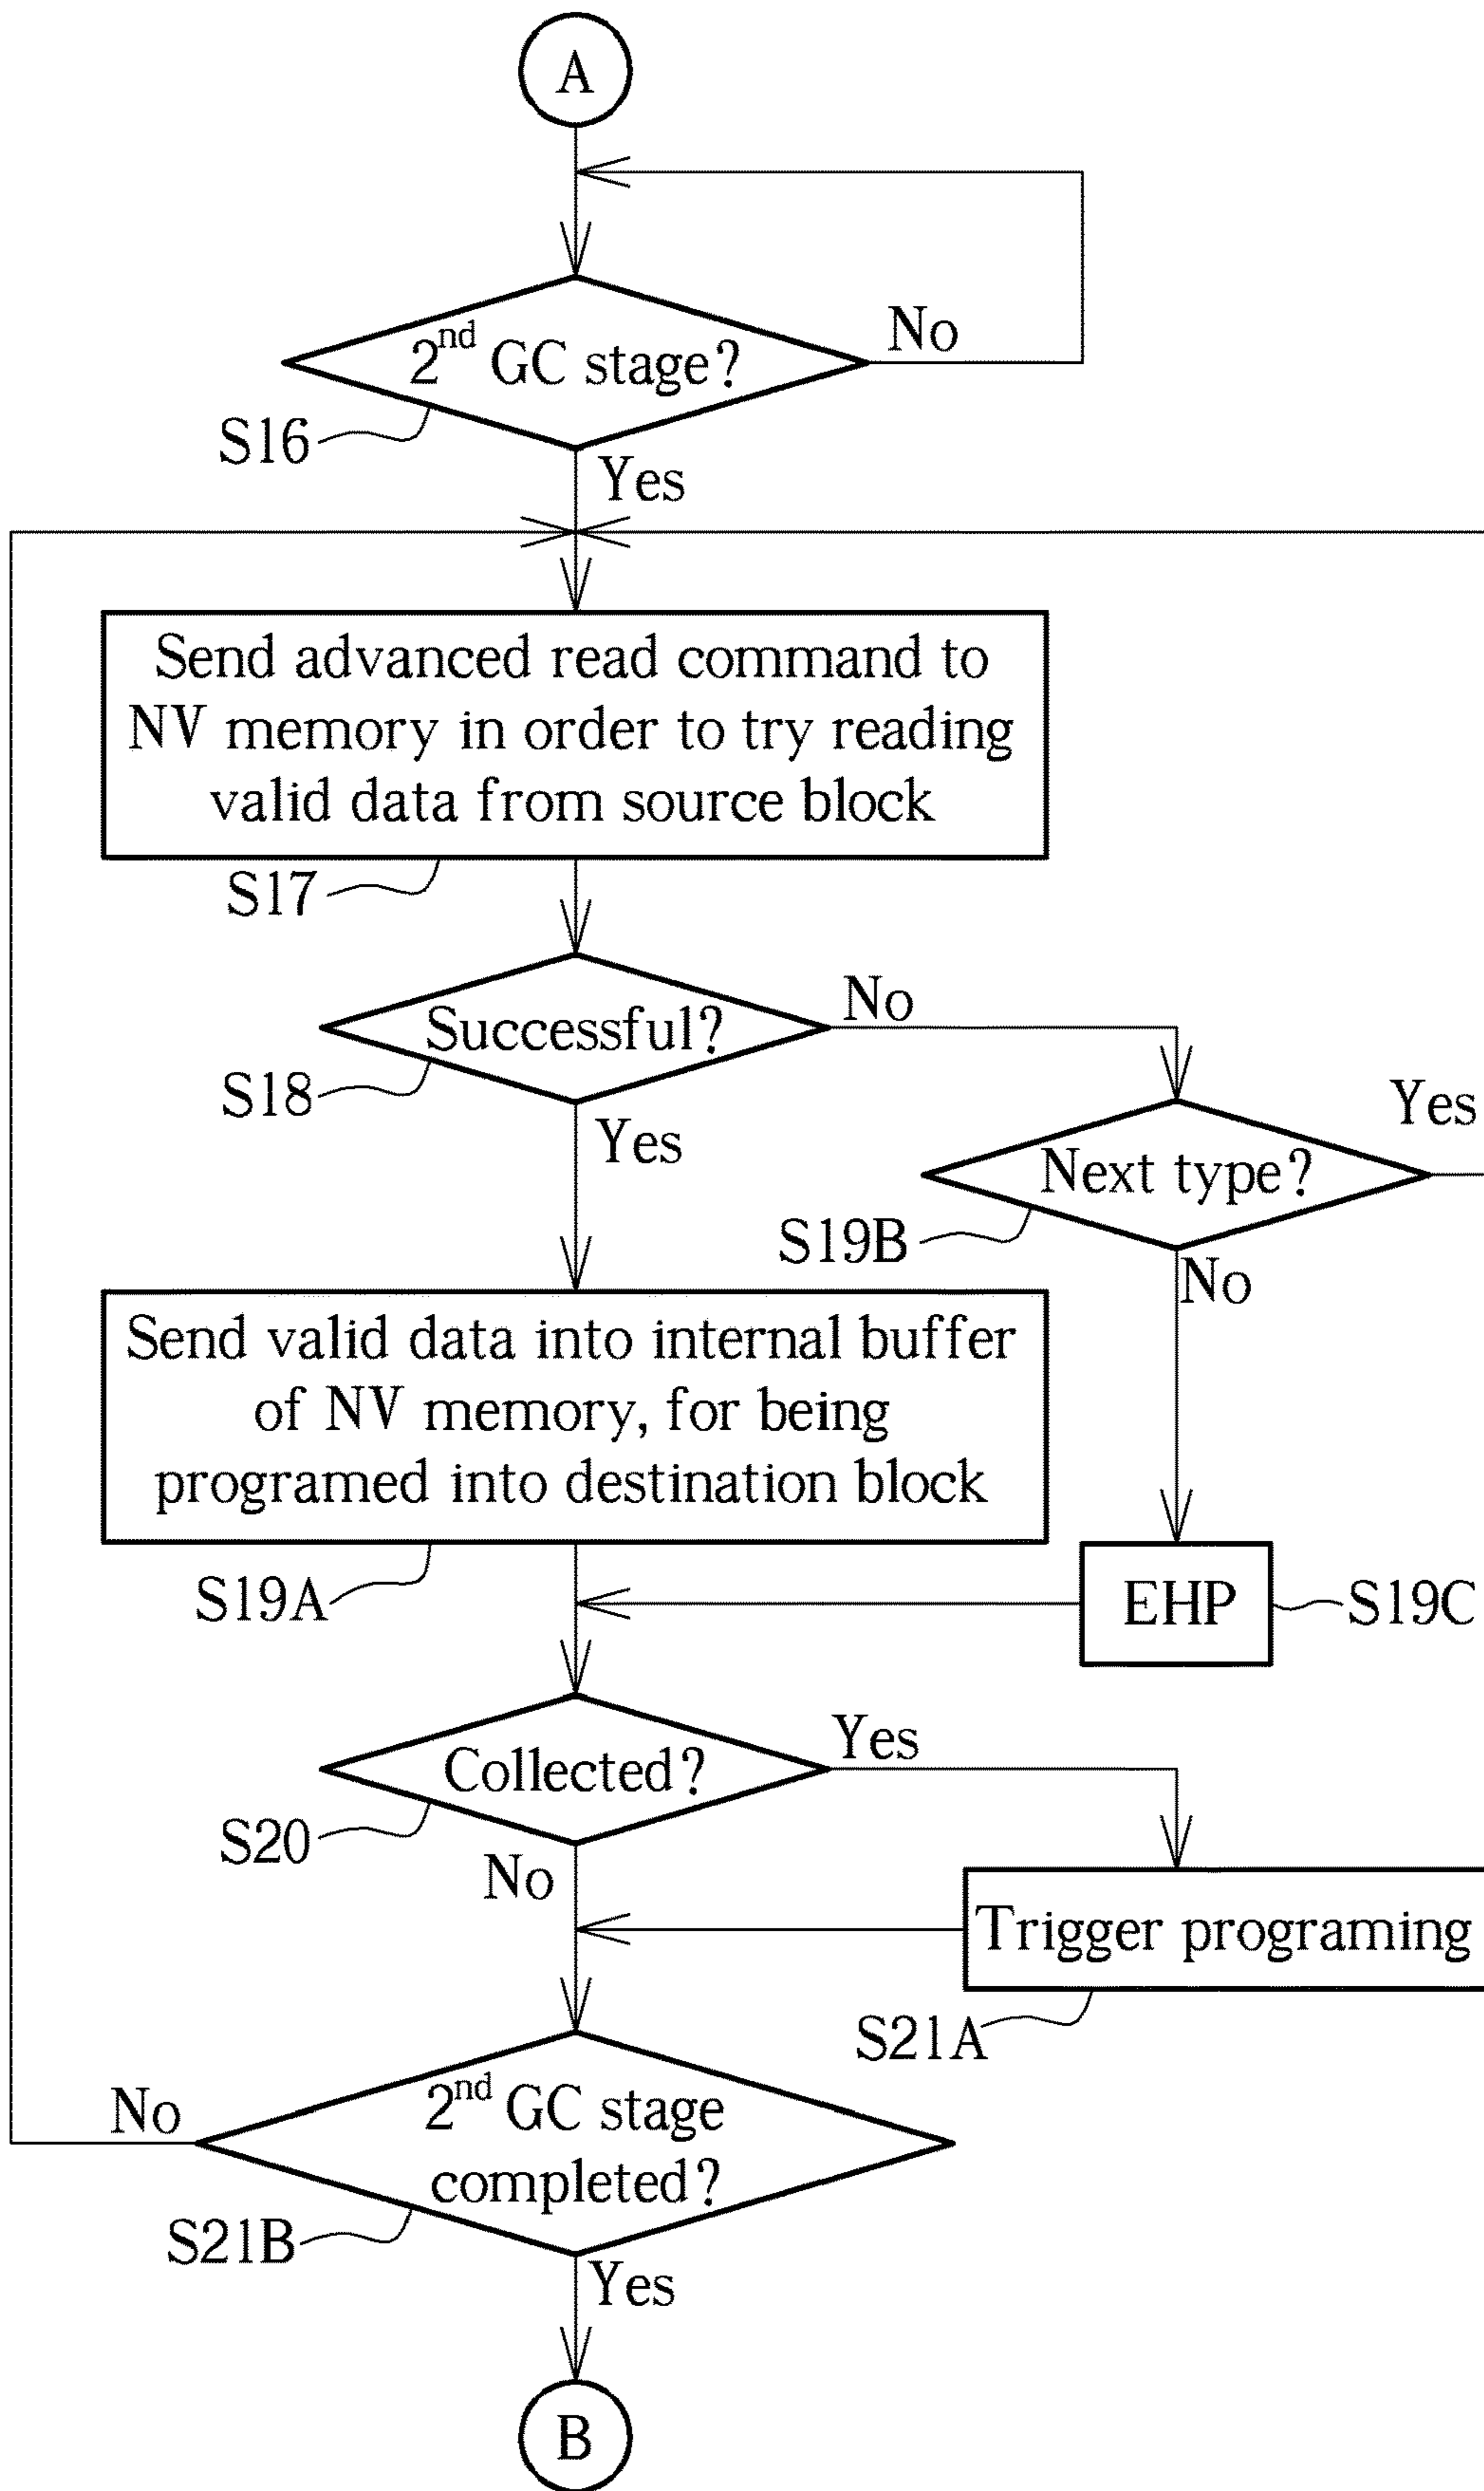 A
2nd GC stage?
No
S16
Yes
Send advanced read command to
NV memory in order to try reading
valid data from source block
S17
Successful?
No
S18
Yes
Next type?
Yes
S19B
No
Send valid data into internal buffer
of NV memory, for being
programed into destination block
S19A
EHP
S19C
Collected?
Yes
S20
No
Trigger programing
S21A
2nd GC stage
completed?
No
S21B
Yes
B